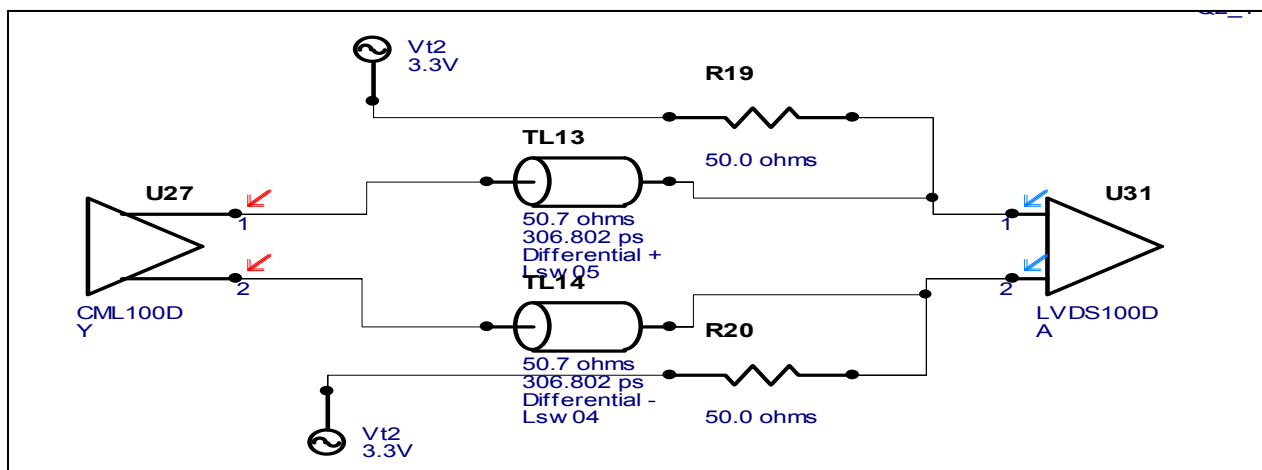 Vt2
3.3V
R19
50.0 ohms
TL13
50.7 ohms
306.802 ps
Differential +
Lsw 05
U27
1
2
CML100D
Y
U31
1
2
LVDS100D
A
TL14
50.7 ohms
306.802 ps
Differential -
Lsw 04
R20
50.0 ohms
Vt2
3.3V